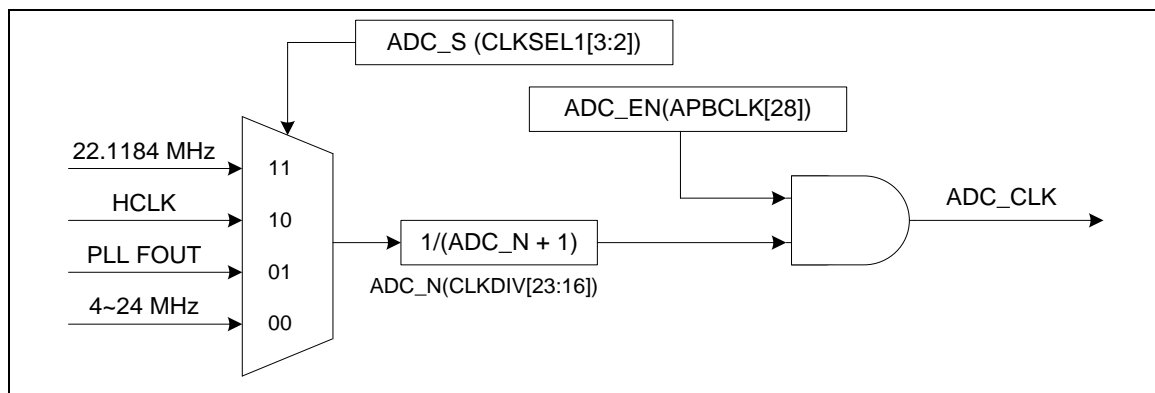 ADC_S (CLKSEL1[3:2])
ADC_EN(APBCLK[28])
22.1184 MHz
11
HCLK
10
PLL FOUT
01
4~24 MHz
00
1/(ADC_N + 1)
ADC_N(CLKDIV[23:16])
ADC_CLK